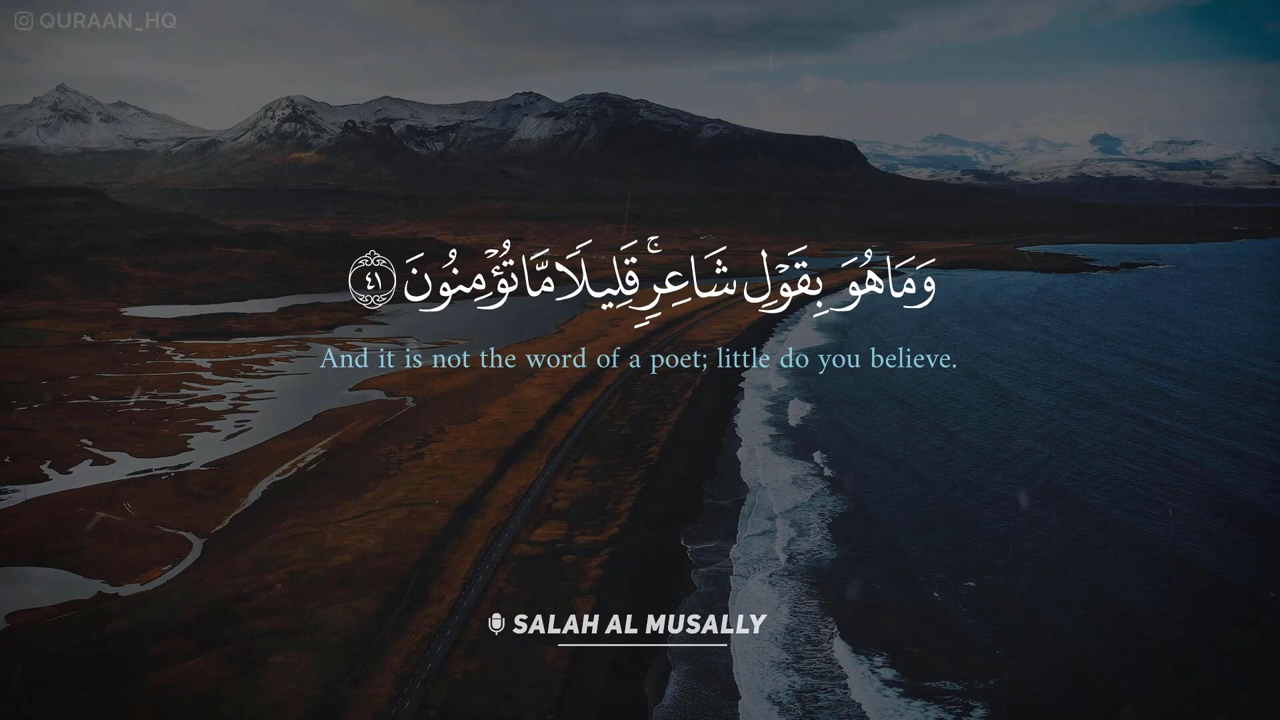 QURAAN_HQ
وَمَا هُوَ بِقَوْلِ شَاعِرٍ ۚ قَلِيلًا مَّا تُؤْمِنُونَ ٤١
And it is not the word of a poet; little do you believe.
SALAH AL MUSALLY